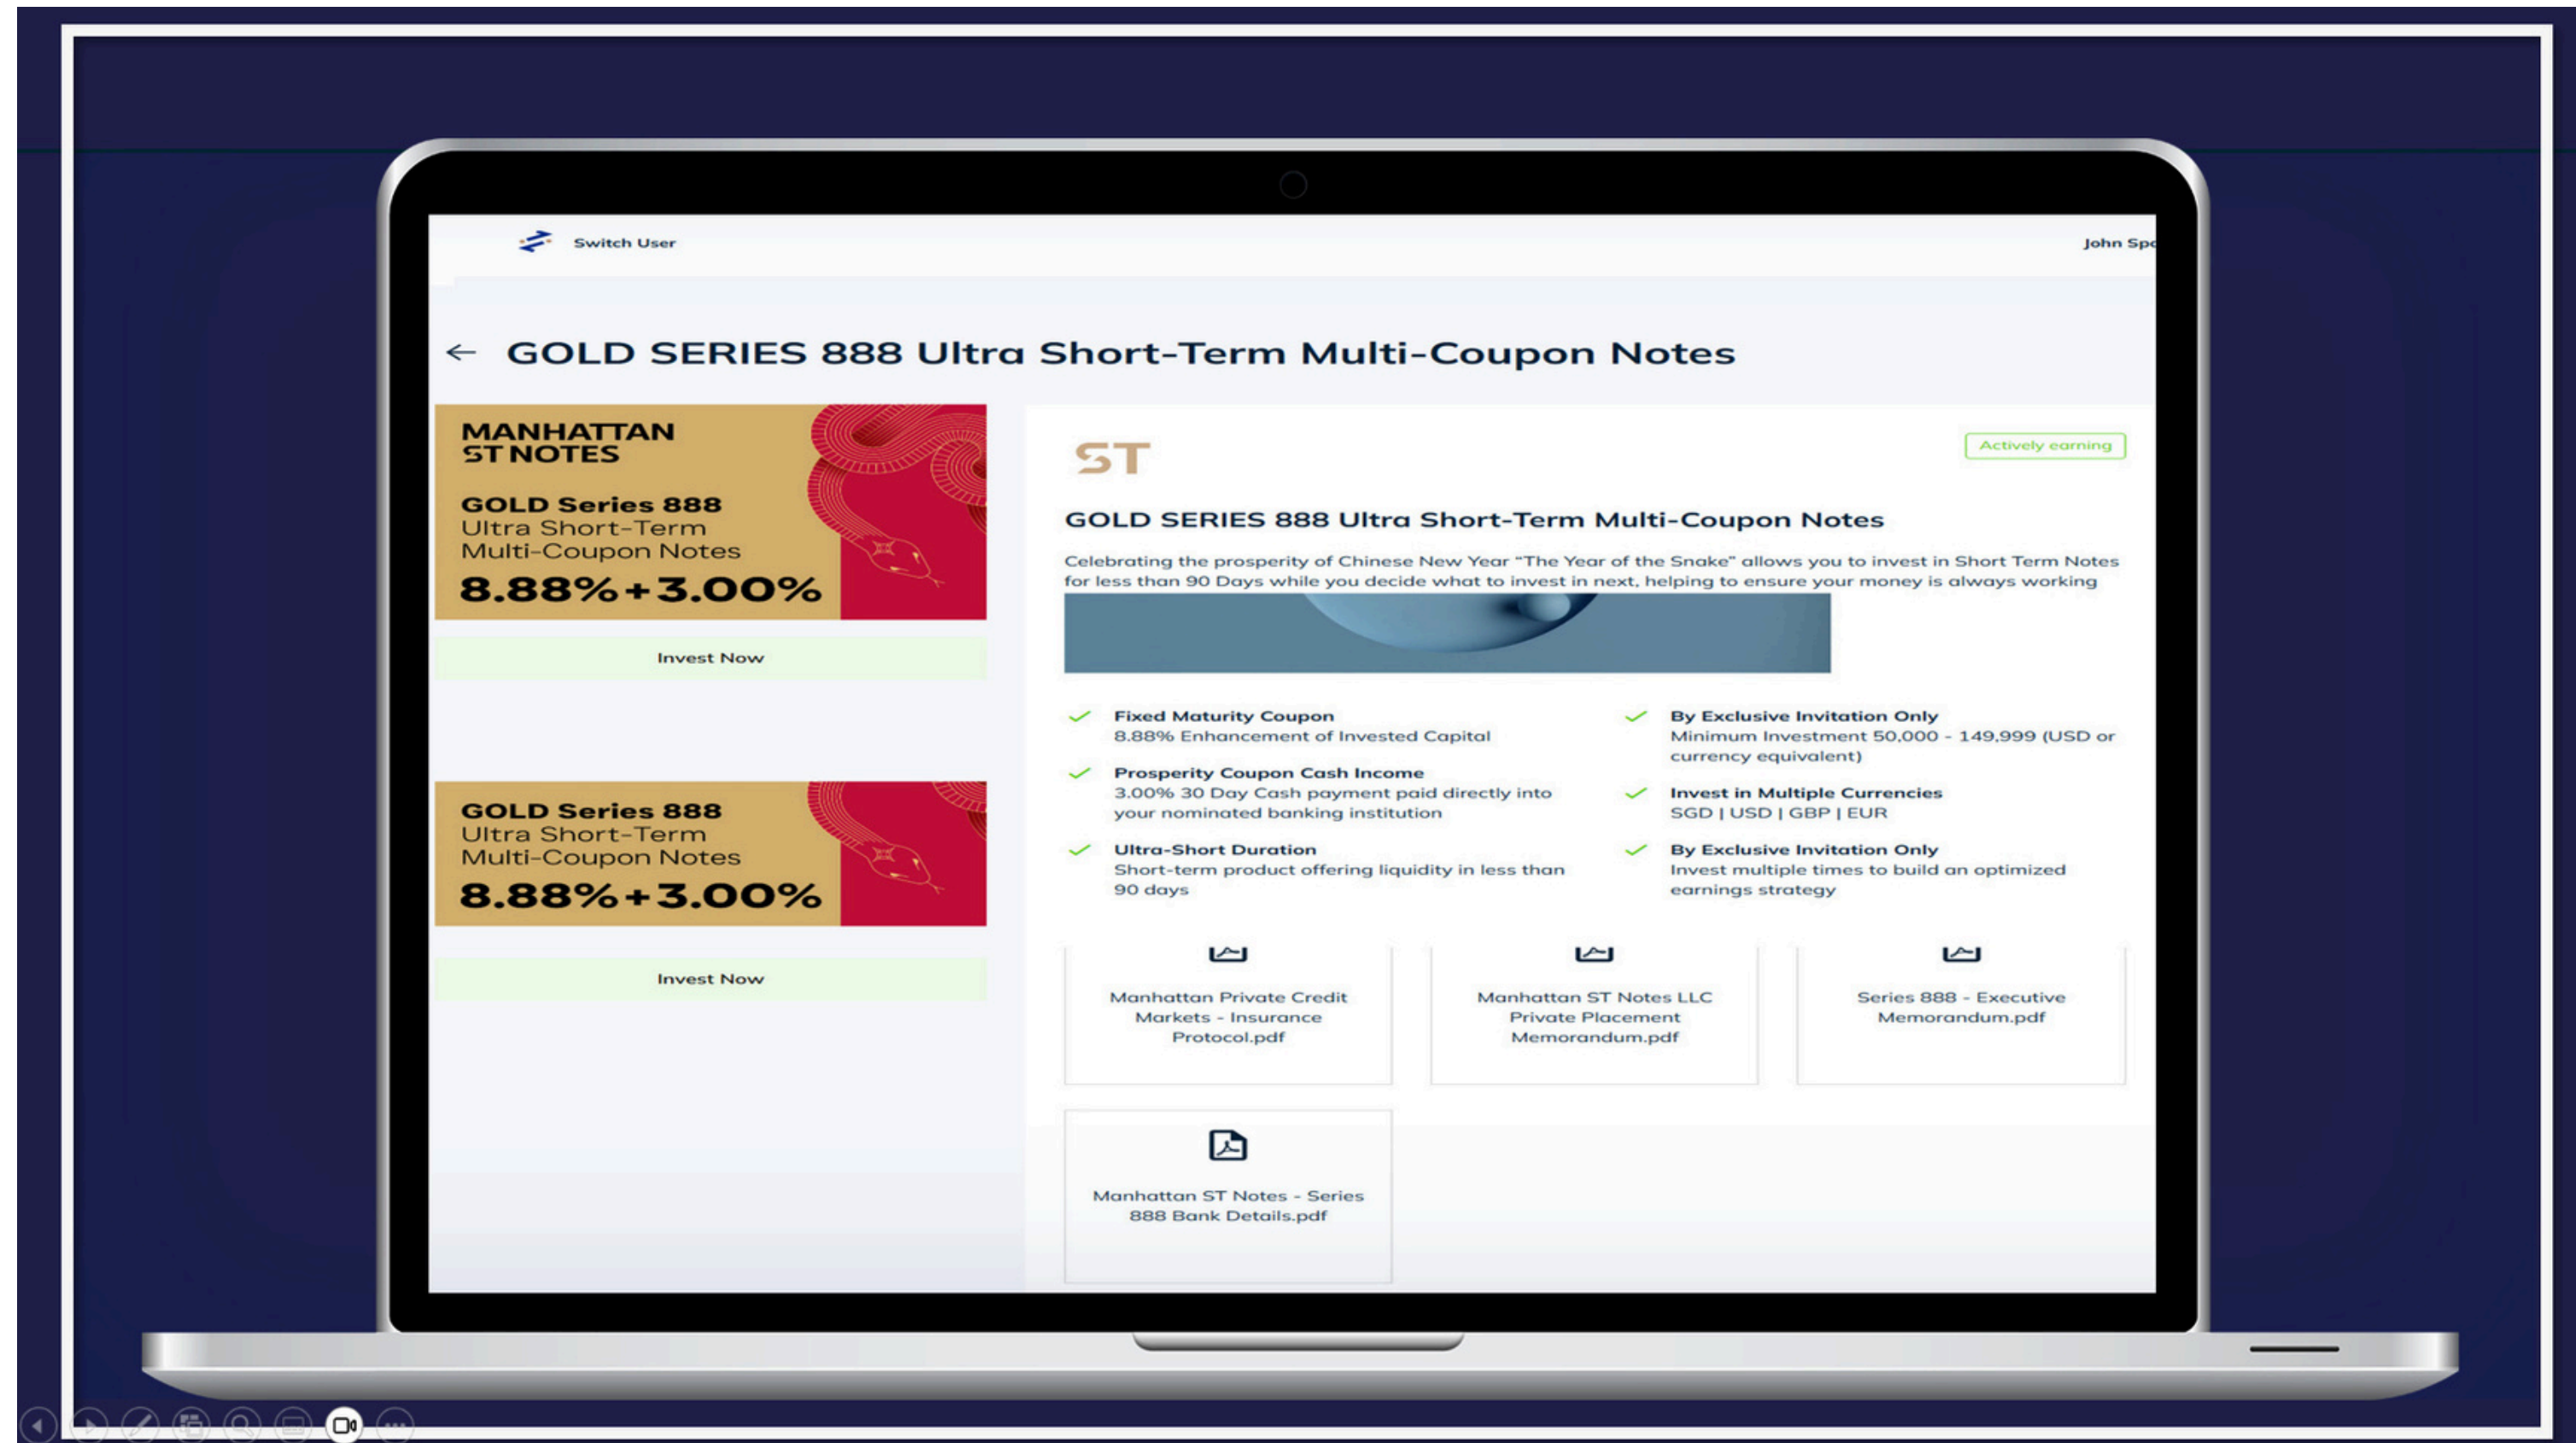 Switch User
John Spo
← GOLD SERIES 888 Ultra Short-Term Multi-Coupon Notes
MANHATTAN
ST NOTES
GOLD Series 888
Ultra Short-Term
Multi-Coupon Notes
8.88%+3.00%
Invest Now
GOLD Series 888
Ultra Short-Term
Multi-Coupon Notes
8.88%+3.00%
Invest Now
ST
Actively earning
GOLD SERIES 888 Ultra Short-Term Multi-Coupon Notes
Celebrating the prosperity of Chinese New Year “The Year of the Snake” allows you to invest in Short Term Notes
for less than 90 Days while you decide what to invest in next, helping to ensure your money is always working
Fixed Maturity Coupon
8.88% Enhancement of Invested Capital
Prosperity Coupon Cash Income
3.00% 30 Day Cash payment paid directly into
your nominated banking institution
Ultra-Short Duration
Short-term product offering liquidity in less than
90 days
By Exclusive Invitation Only
Minimum Investment 50,000 - 149,999 (USD or
currency equivalent)
Invest in Multiple Currencies
SGD | USD | GBP | EUR
By Exclusive Invitation Only
Invest multiple times to build an optimized
earnings strategy
Manhattan Private Credit
Markets - Insurance
Protocol.pdf
Manhattan ST Notes LLC
Private Placement
Memorandum.pdf
Series 888 - Executive
Memorandum.pdf
Manhattan ST Notes - Series
888 Bank Details.pdf